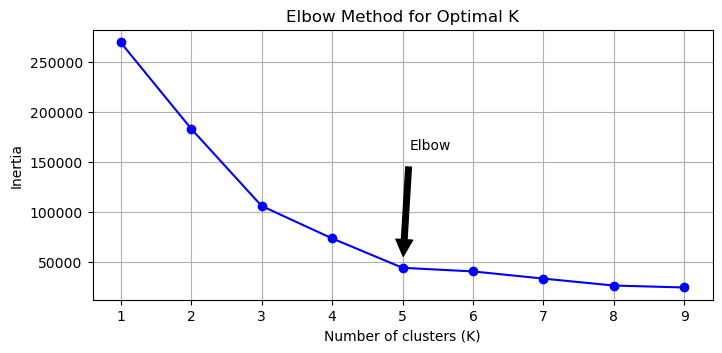 Elbow Method for Optimal K
250000
200000
150000
100000
50000
Inertia
Elbow
1 2 3 4 5 6 7 8 9
Number of clusters (K)